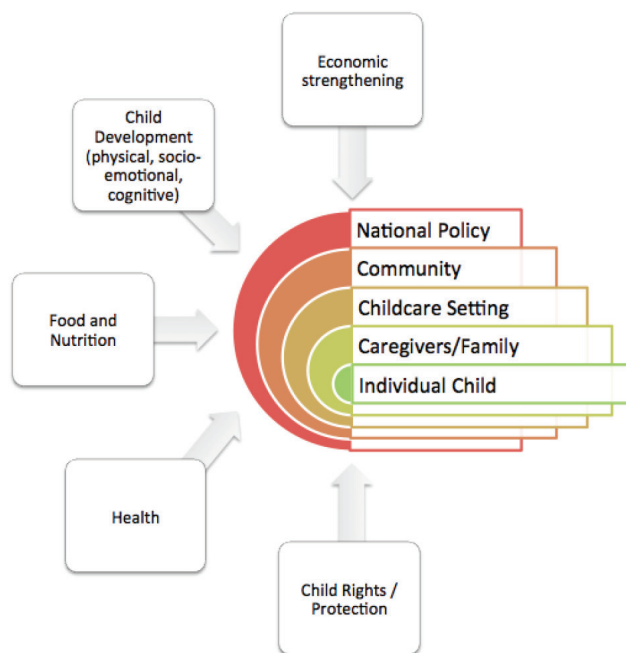 Economic
strengthening
Child
Development
(physical, socio-
emotional,
cognitive)
National Policy
Community
Childcare Setting
Caregivers/Family
Individual Child
Food and
Nutrition
Health
Child Rights /
Protection